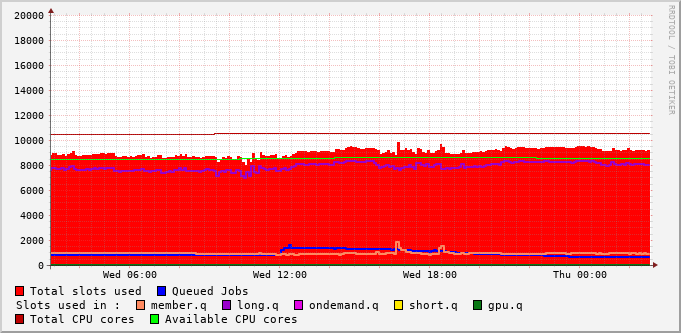 20000
18000
16000
14000
12000
10000
8000
6000
4000
2000
0
Wed 06:00 Wed 12:00 Wed 18:00 Thu 00:00
RRDTOOL / TOBI OETIKER
Total slots used Queued Jobs
Slots used in : member.q long.q ondemand.q short.q gpu.q
Total CPU cores Available CPU cores